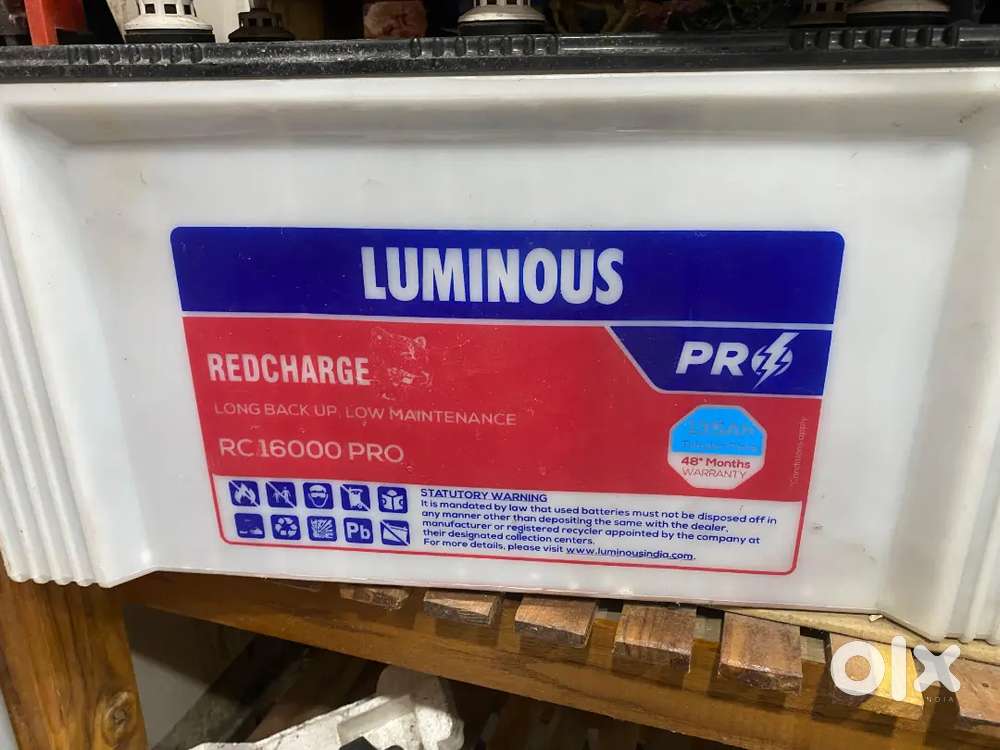 LUMINOUS
PRO
REDCHARGE
LONG BACK UP, LOW MAINTENANCE
RC 16000 PRO
48* Months
WARRANTY
*Conditions apply
STATUTORY WARNING
It is mandated by law that used batteries must not be disposed off in
any manner other than depositing the same with the dealer,
manufacturer or registered recycler appointed by the company at
their designated collection centers.
For more details, please visit www.luminousindia.com.
Pb
olx
INDIA